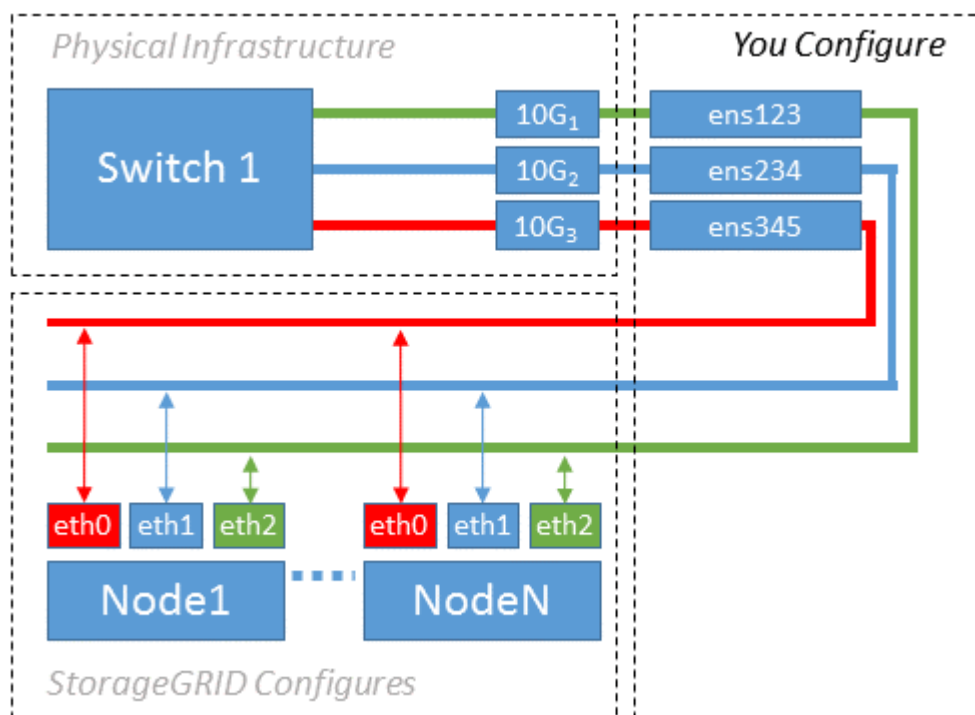 Physical Infrastructure
You Configure
Switch 1
10G₁
ens123
10G₂
ens234
10G₃
ens345
eth0 eth1 eth2
eth0 eth1 eth2
Node1
NodeN
StorageGRID Configures